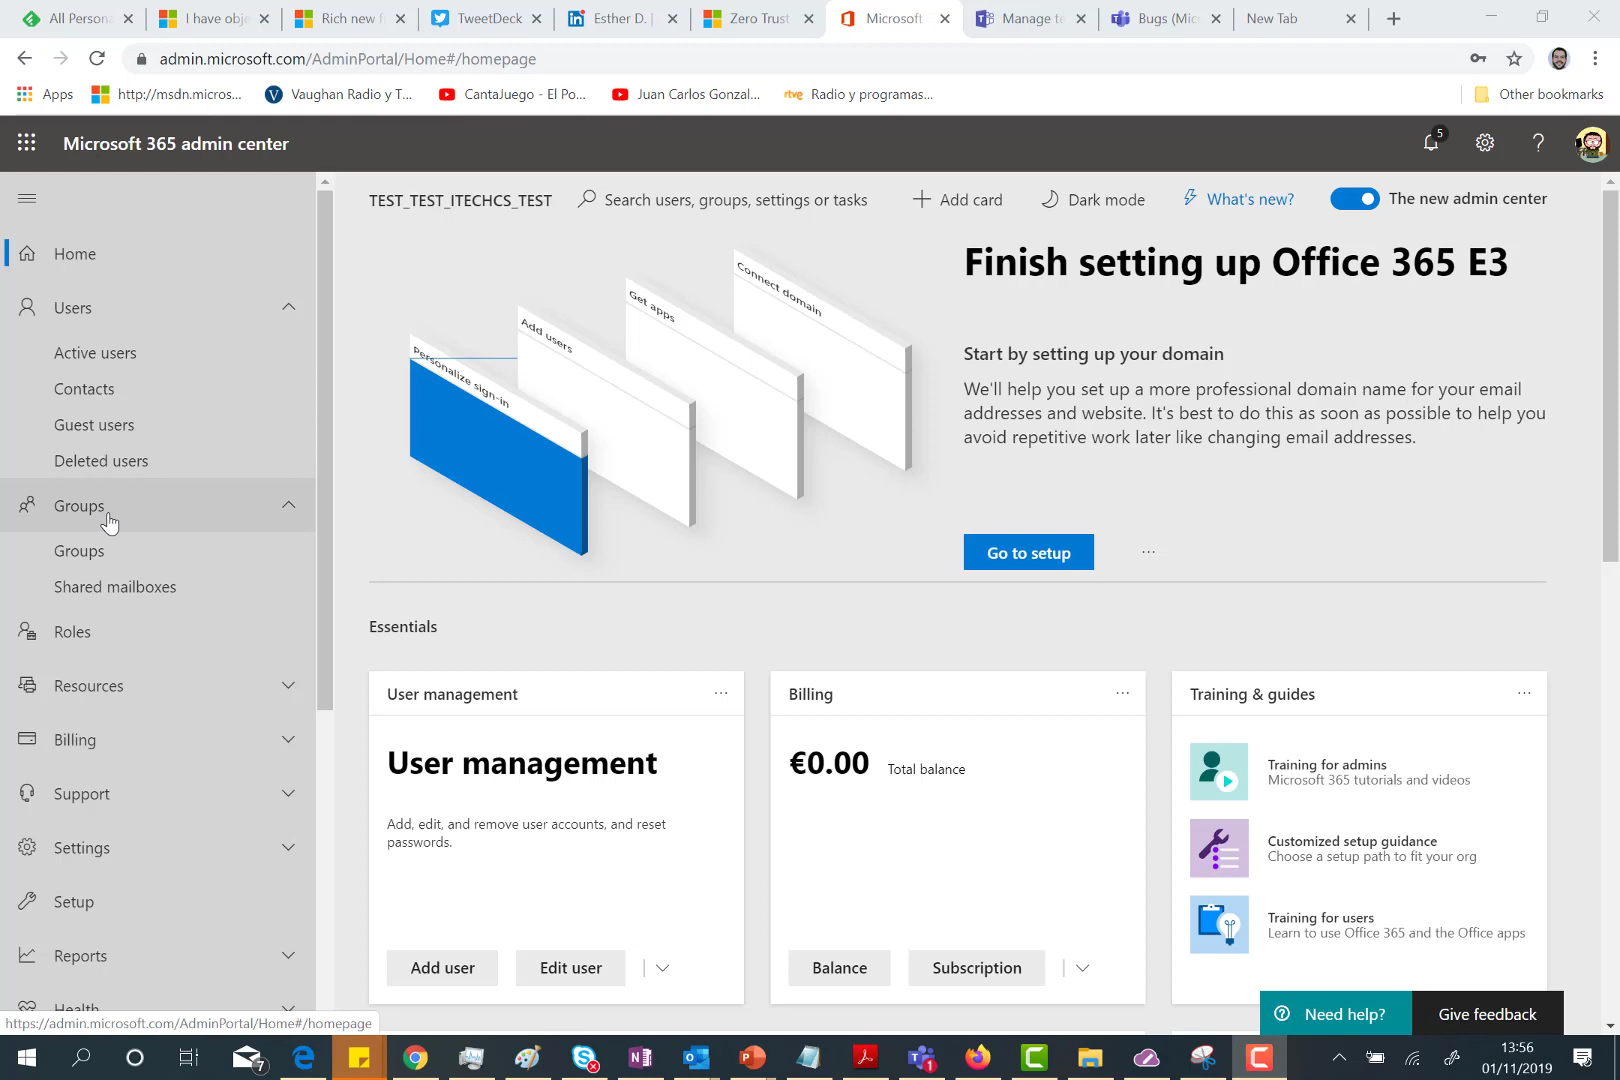 All Persona
I have obje
Rich new f
TweetDeck
Esther D. |
Zero Trust
Microsoft
Manage te
Bugs (Mic
New Tab
admin.microsoft.com/AdminPortal/Home#/homepage
Apps
http://msdn.micros...
Vaughan Radio y T...
CantaJuego - El Po...
Juan Carlos Gonzal...
rtve
Radio y programas...
Other bookmarks
Microsoft 365 admin center
5
TEST_TEST_ITECHCS_TEST
Search users, groups, settings or tasks
Add card
Dark mode
What's new?
The new admin center
Home
Users
Active users
Contacts
Guest users
Deleted users
Groups
Groups
Shared mailboxes
Roles
Resources
Billing
Support
Settings
Setup
Reports
Health
https://admin.microsoft.com/AdminPortal/Home#/homepage
Personalize sign-in
Add users
Get apps
Connect domain
Finish setting up Office 365 E3
Start by setting up your domain
We'll help you set up a more professional domain name for your email
addresses and website. It's best to do this as soon as possible to help you
avoid repetitive work later like changing email addresses.
Go to setup
Essentials
User management
User management
Add, edit, and remove user accounts, and reset
passwords.
Add user
Edit user
Billing
€0.00 Total balance
Balance
Subscription
Training & guides
Training for admins
Microsoft 365 tutorials and videos
Customized setup guidance
Choose a setup path to fit your org
Training for users
Learn to use Office 365 and the Office apps
Need help?
Give feedback
7
1
13:56
01/11/2019